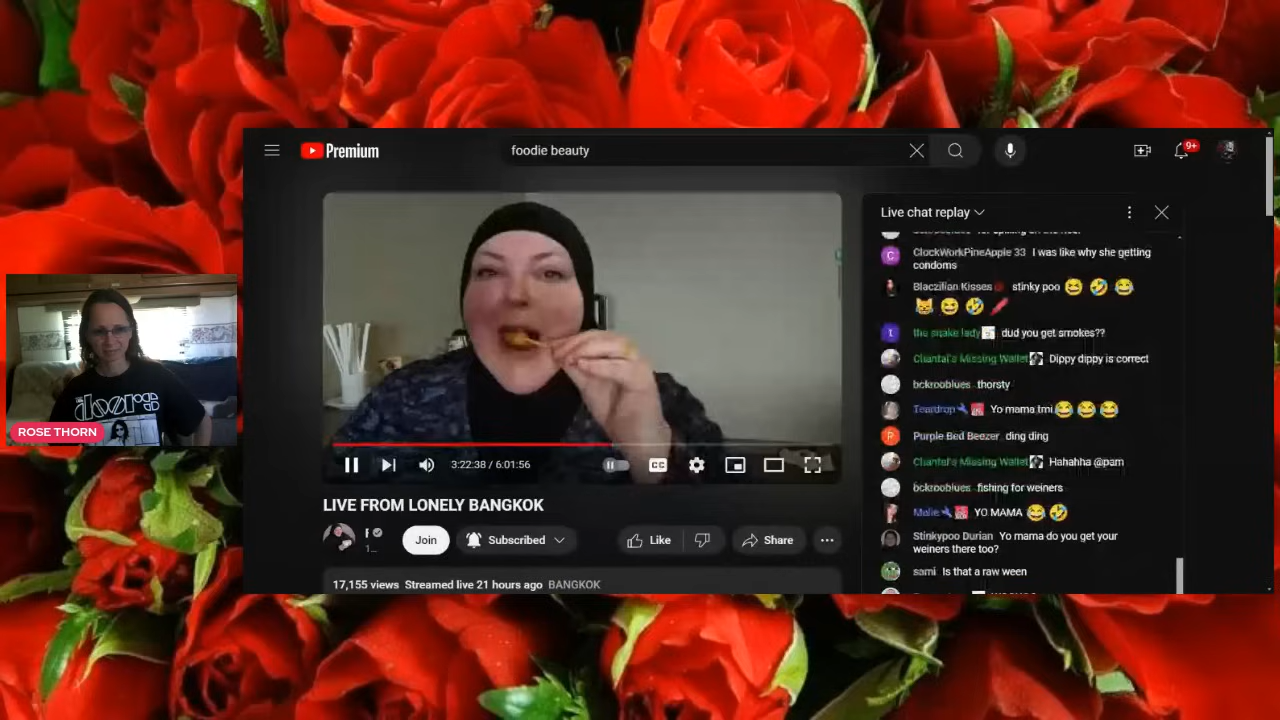 Premium
foodie beauty
9+
Live chat replay
ClockWorkPineApple 33 I was like why she getting
condoms
Blaczilian Kisses stinky poo
the snake lady dud you get smokes??
Chantal's Missing Wallet Dippy dippy is correct
bckrooblues thorsty
Teardrop Yo mama tmi
Purple Bed Beezer ding ding
Chantal's Missing Wallet Hahahha @pam
bckrooblues fishing for weiners
Malie YO MAMA
Stinkypoo Durian Yo mama do you get your
weiners there too?
sami Is that a raw ween
the doors
ROSE THORN
3:22:38 / 6:01:56
CC
LIVE FROM LONELY BANGKOK
Join
Subscribed
Like
Share
17,155 views Streamed live 21 hours ago BANGKOK